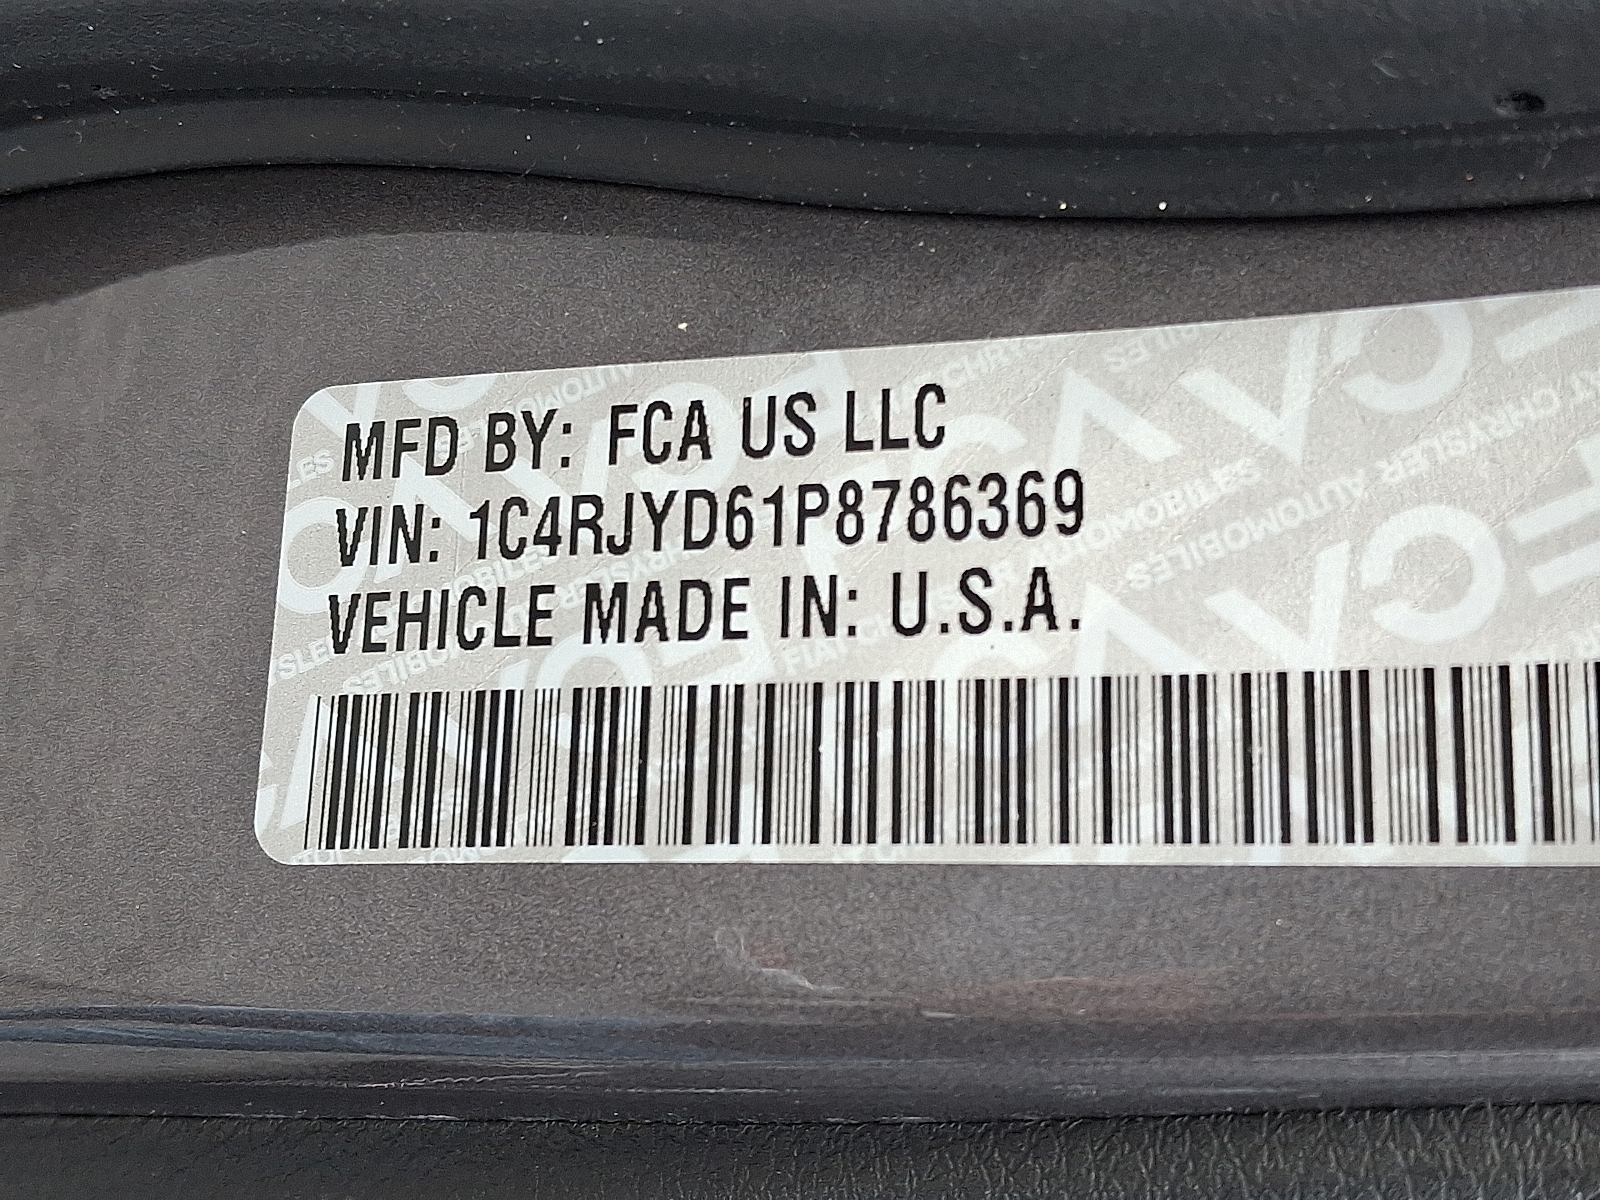 MFD BY: FCA US LLC
VIN: 1C4RJYD61P8786369
VEHICLE MADE IN: U.S.A.